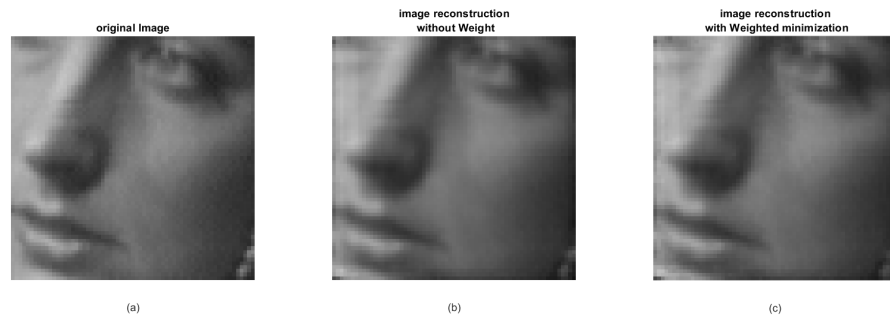 original Image
image reconstruction
without Weight
image reconstruction
with Weighted minimization
(a)
(b)
(c)